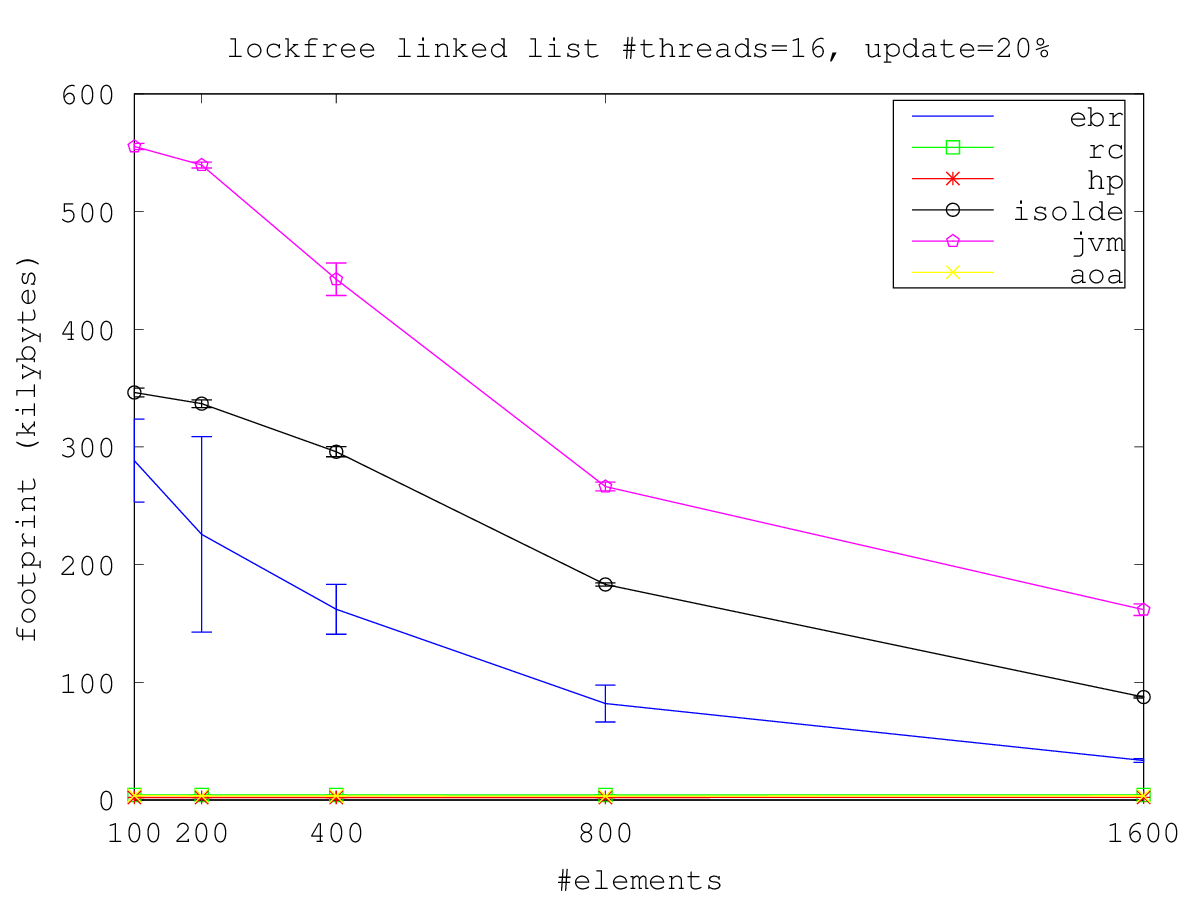 lockfree linked list #threads=16, update=20%
600
500
400
300
200
100
0
footprint (kilybytes)
ebr
rc
hp
isolde
jvm
aoa
100 200 400 800 1600
#elements